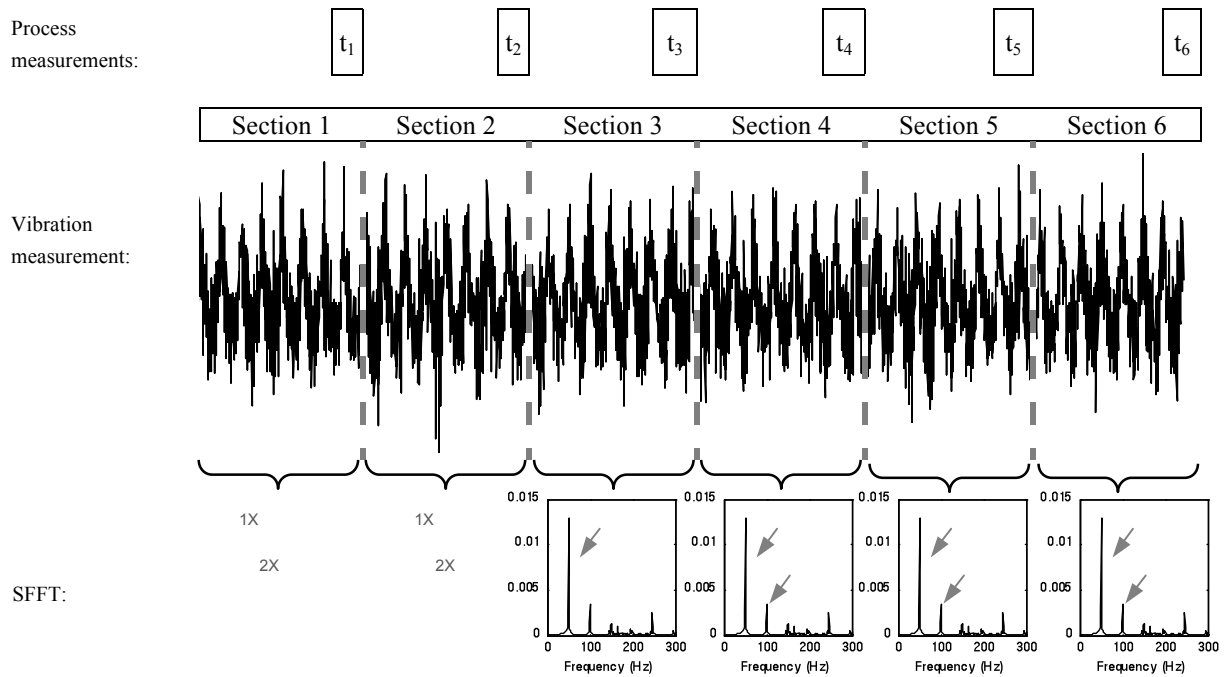 Process
measurements:
t₁ t₂ t₃ t₄ t₅ t₆
Section 1 Section 2 Section 3 Section 4 Section 5 Section 6
Vibration
measurement:
SFFT:
1X 1X
2X 2X
0.015 0.015 0.015 0.015
0.01 0.01 0.01 0.01
0.005 0.005 0.005 0.005
0 0 0 0
0 100 200 300 0 100 200 300 0 100 200 300 0 100 200 300
Frequency (Hz) Frequency (Hz) Frequency (Hz) Frequency (Hz)